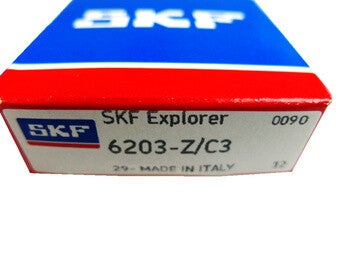 SKF
SKF Explorer 0090
SKF
6203-Z/C3
29- MADE IN ITALY 12